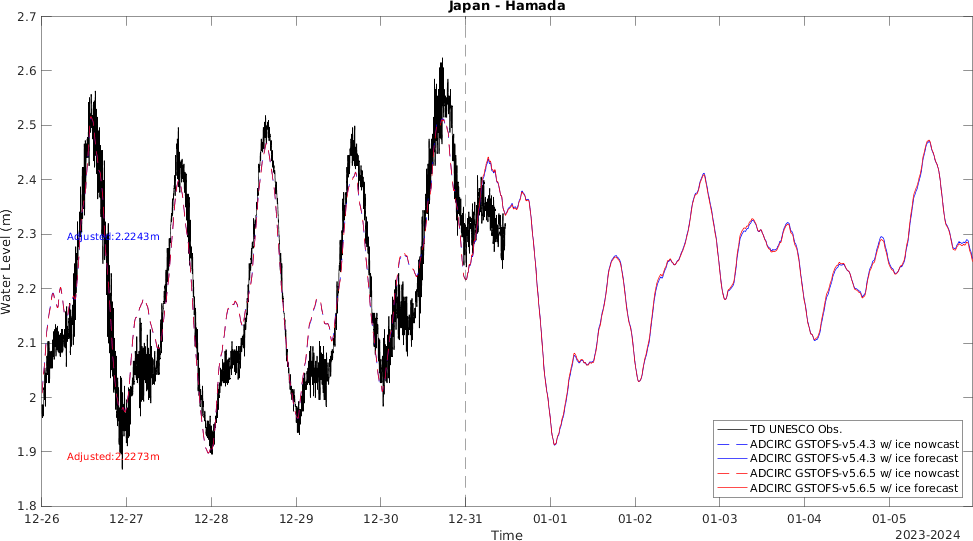 Japan - Hamada
2.7
2.6
2.5
2.4
2.3
2.2
2.1
2
1.9
1.8
Water Level (m)
Adjusted:2.2243m
Adjusted:2.2273m
TD UNESCO Obs.
ADCIRC GSTOFS-v5.4.3 w/ ice nowcast
ADCIRC GSTOFS-v5.4.3 w/ ice forecast
ADCIRC GSTOFS-v5.6.5 w/ ice nowcast
ADCIRC GSTOFS-v5.6.5 w/ ice forecast
12-26 12-27 12-28 12-29 12-30 12-31 01-01 01-02 01-03 01-04 01-05
Time
2023-2024